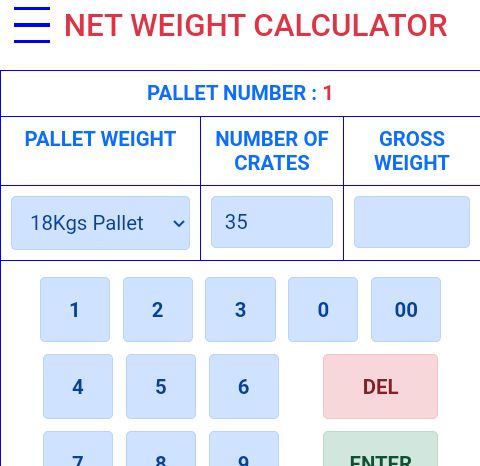 NET WEIGHT CALCULATOR
PALLET NUMBER : 1
PALLET WEIGHT
NUMBER OF
CRATES
GROSS
WEIGHT
18Kgs Pallet
35
1 2 3 0 00
4 5 6 DEL
7 8 9 ENTER